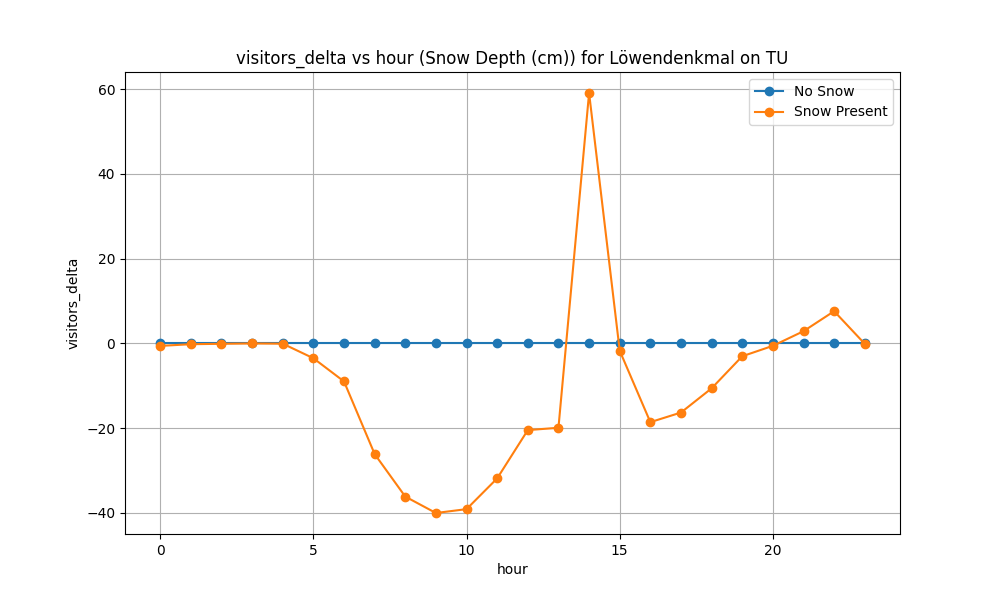 visitors_delta vs hour (Snow Depth (cm)) for Löwendenkmal on TU
No Snow
Snow Present
visitors_delta
60
40
20
0
−20
−40
0 5 10 15 20
hour